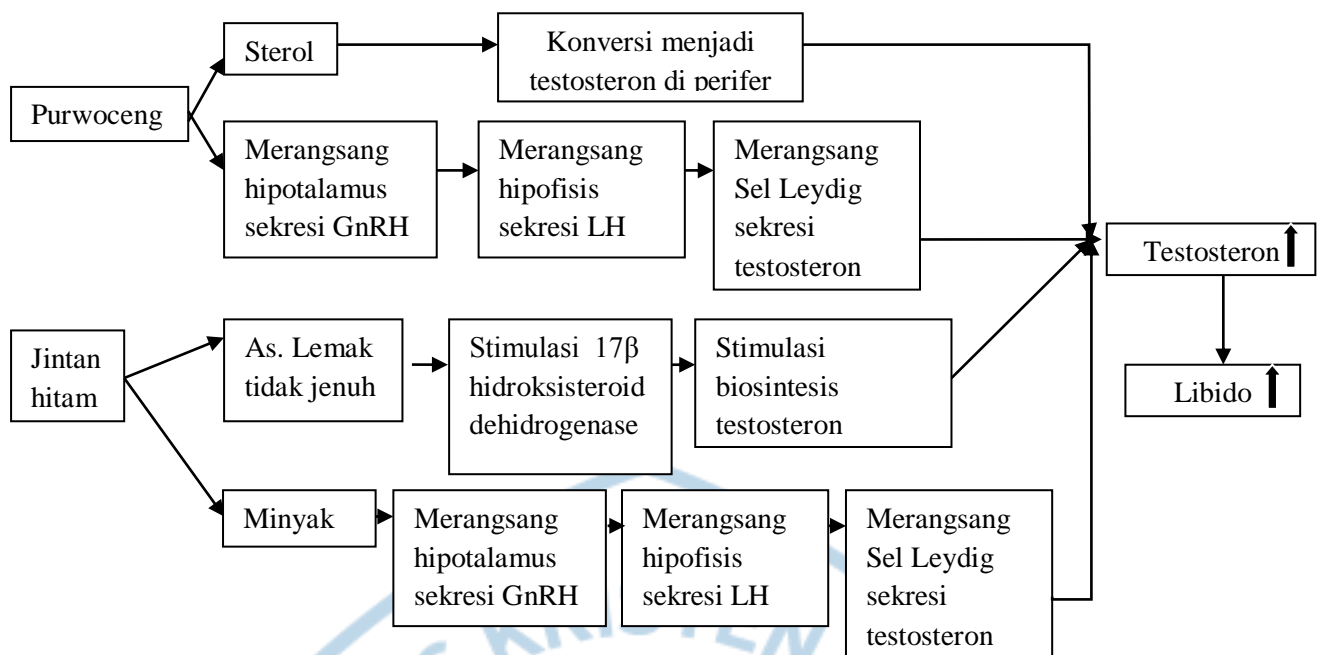 Sterol
Konversi menjadi
testosteron di perifer
Purwoceng
Merangsang
hipotalamus
sekresi GnRH
Merangsang
hipofisis
sekresi LH
Merangsang
Sel Leydig
sekresi
testosteron
Testosteron
Libido
Jintan
hitam
As. Lemak
tidak jenuh
Stimulasi 17β
hidroksisteroid
dehidrogenase
Stimulasi
biosintesis
testosteron
Minyak
Merangsang
hipotalamus
sekresi GnRH
Merangsang
hipofisis
sekresi LH
Merangsang
Sel Leydig
sekresi
testosteron
KRISTEN